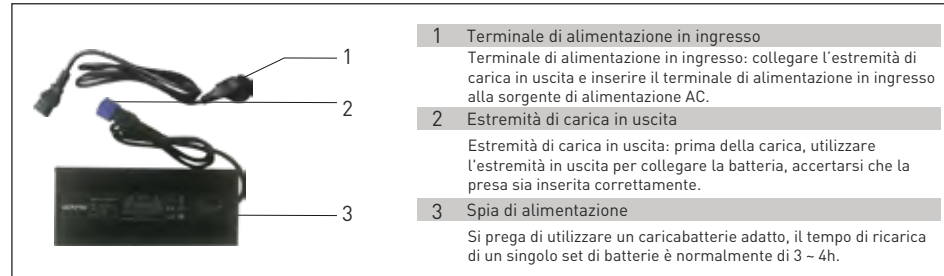 1
2
3
1 Terminale di alimentazione in ingresso
Terminale di alimentazione in ingresso: collegare l'estremità di
carica in uscita e inserire il terminale di alimentazione in ingresso
alla sorgente di alimentazione AC.
2 Estremità di carica in uscita
Estremità di carica in uscita: prima della carica, utilizzare
l'estremità in uscita per collegare la batteria, accertarsi che la
presa sia inserita correttamente.
3 Spia di alimentazione
Si prega di utilizzare un caricabatterie adatto, il tempo di ricarica
di un singolo set di batterie è normalmente di 3 ~ 4h.